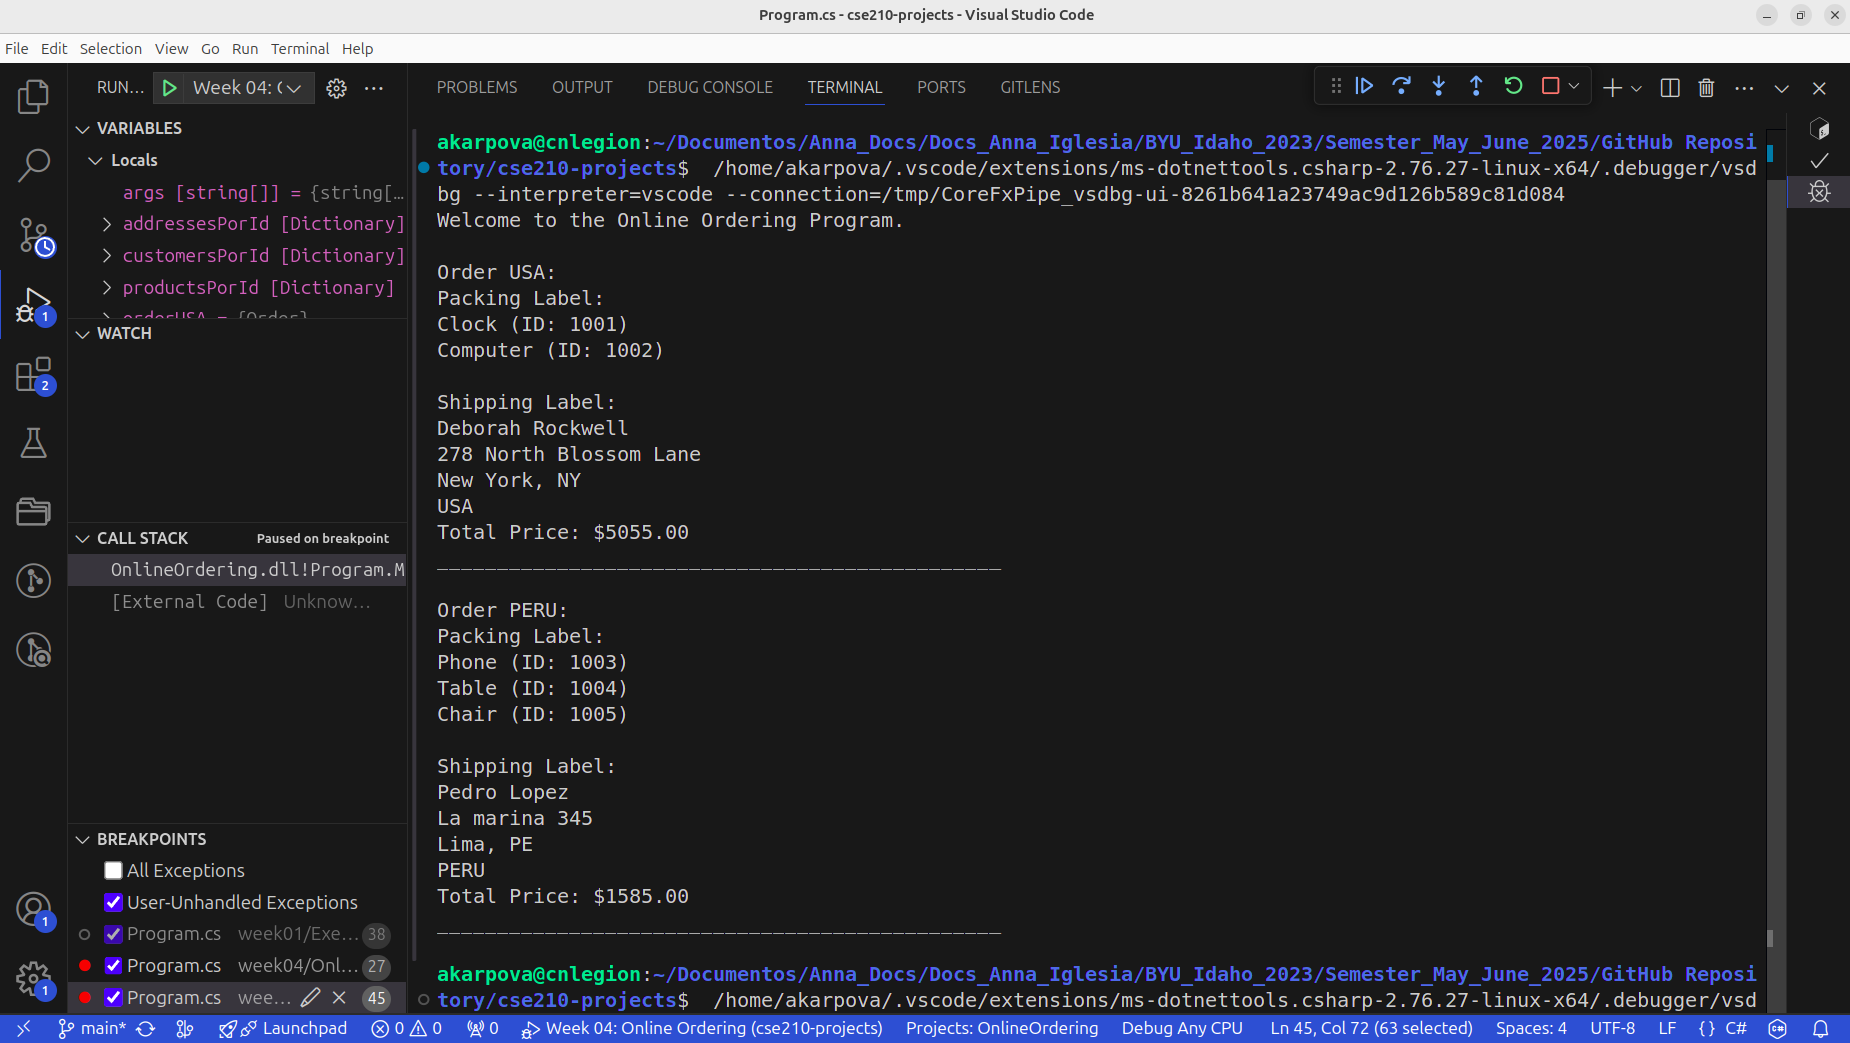 Program.cs - cse210-projects - Visual Studio Code
File Edit Selection View Go Run Terminal Help
RUN... Week 04: C
PROBLEMS OUTPUT DEBUG CONSOLE TERMINAL PORTS GITLENS
VARIABLES
Locals
args [string[]] = {string[...
addressesPorId [Dictionary]
customersPorId [Dictionary]
productsPorId [Dictionary]
orderUSA = {Order}
WATCH
CALL STACK Paused on breakpoint
OnlineOrdering.dll!Program.M
[External Code] Unknow...
BREAKPOINTS
All Exceptions
User-Unhandled Exceptions
Program.cs week01/Exe... 38
Program.cs week04/Onl... 27
Program.cs wee... 45
1
2
1
1
akarpova@cnlegion:~/Documentos/Anna_Docs/Docs_Anna_Iglesia/BYU_Idaho_2023/Semester_May_June_2025/GitHub Reposi
tory/cse210-projects$ /home/akarpova/.vscode/extensions/ms-dotnettools.csharp-2.76.27-linux-x64/.debugger/vsd
bg --interpreter=vscode --connection=/tmp/CoreFxPipe_vsdbg-ui-8261b641a23749ac9d126b589c81d084
Welcome to the Online Ordering Program.
Order USA:
Packing Label:
Clock (ID: 1001)
Computer (ID: 1002)
Shipping Label:
Deborah Rockwell
278 North Blossom Lane
New York, NY
USA
Total Price: $5055.00
_______________________________________________
Order PERU:
Packing Label:
Phone (ID: 1003)
Table (ID: 1004)
Chair (ID: 1005)
Shipping Label:
Pedro Lopez
La marina 345
Lima, PE
PERU
Total Price: $1585.00
_______________________________________________
akarpova@cnlegion:~/Documentos/Anna_Docs/Docs_Anna_Iglesia/BYU_Idaho_2023/Semester_May_June_2025/GitHub Reposi
tory/cse210-projects$ /home/akarpova/.vscode/extensions/ms-dotnettools.csharp-2.76.27-linux-x64/.debugger/vsd
main* Launchpad 0 0 0 Week 04: Online Ordering (cse210-projects) Projects: OnlineOrdering Debug Any CPU Ln 45, Col 72 (63 selected) Spaces: 4 UTF-8 LF {} C#